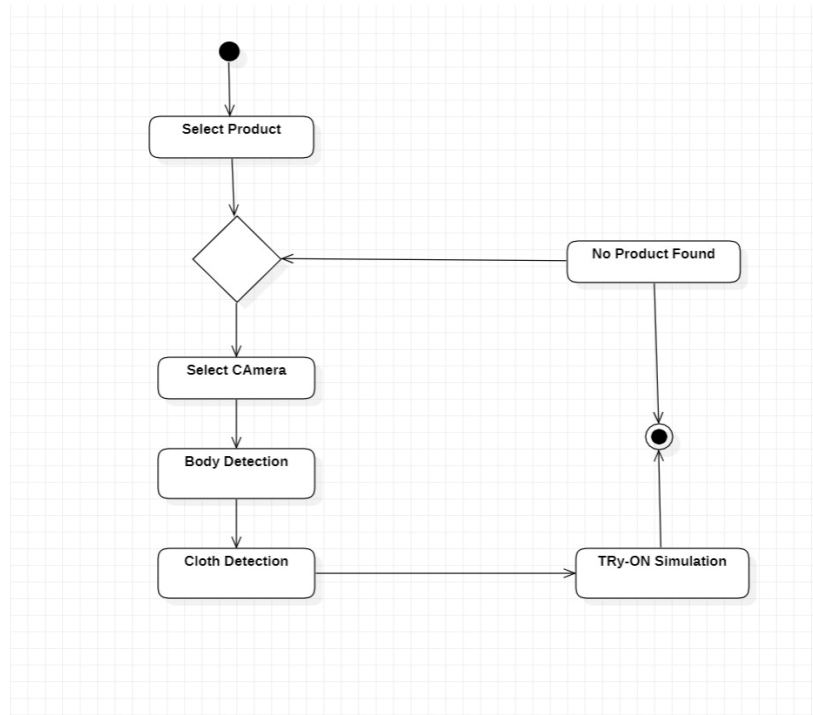 Select Product
No Product Found
Select CAmera
Body Detection
Cloth Detection
TRy-ON Simulation